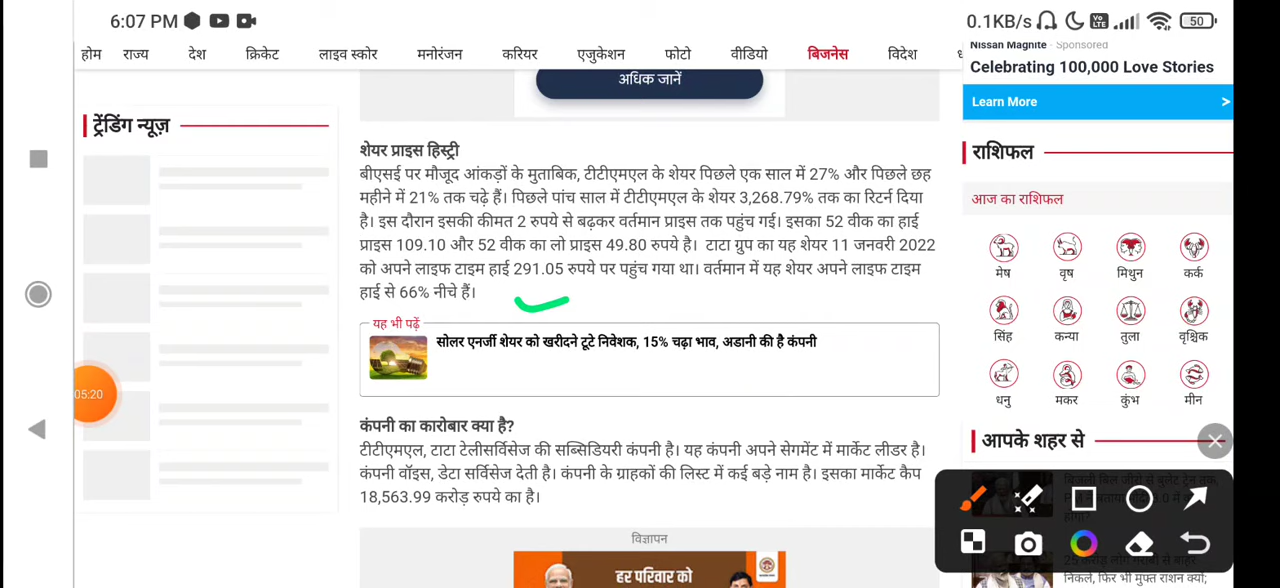 6:07 PM
0.1KB/s
Vo LTE
50
होम राज्य देश क्रिकेट लाइव स्कोर मनोरंजन करियर एजुकेशन फोटो वीडियो बिजनेस विदेश
अधिक जानें
Nissan Magnite · Sponsored
Celebrating 100,000 Love Stories
Learn More >
ट्रेंडिंग न्यूज़
शेयर प्राइस हिस्ट्री
बीएसई पर मौजूद आंकड़ों के मुताबिक, टीटीएमएल के शेयर पिछले एक साल में 27% और पिछले छह
महीने में 21% तक चढ़े हैं। पिछले पांच साल में टीटीएमएल के शेयर 3,268.79% तक का रिटर्न दिया
है। इस दौरान इसकी कीमत 2 रुपये से बढ़कर वर्तमान प्राइस तक पहुंच गई। इसका 52 वीक का हाई
प्राइस 109.10 और 52 वीक का लो प्राइस 49.80 रुपये है। टाटा ग्रुप का यह शेयर 11 जनवरी 2022
को अपने लाइफ टाइम हाई 291.05 रुपये पर पहुंच गया था। वर्तमान में यह शेयर अपने लाइफ टाइम
हाई से 66% नीचे हैं।
यह भी पढ़ें
सोलर एनर्जी शेयर को खरीदने टूटे निवेशक, 15% चढ़ा भाव, अडानी की है कंपनी
05:20
कंपनी का कारोबार क्या है?
टीटीएमएल, टाटा टेलीसर्विसेज की सब्सिडियरी कंपनी है। यह कंपनी अपने सेगमेंट में मार्केट लीडर है।
कंपनी वॉइस, डेटा सर्विसेज देती है। कंपनी के ग्राहकों की लिस्ट में कई बड़े नाम है। इसका मार्केट कैप
18,563.99 करोड़ रुपये का है।
विज्ञापन
हर परिवार को
राशिफल
आज का राशिफल
मेष वृष मिथुन कर्क
सिंह कन्या तुला वृश्चिक
धनु मकर कुंभ मीन
आपके शहर से